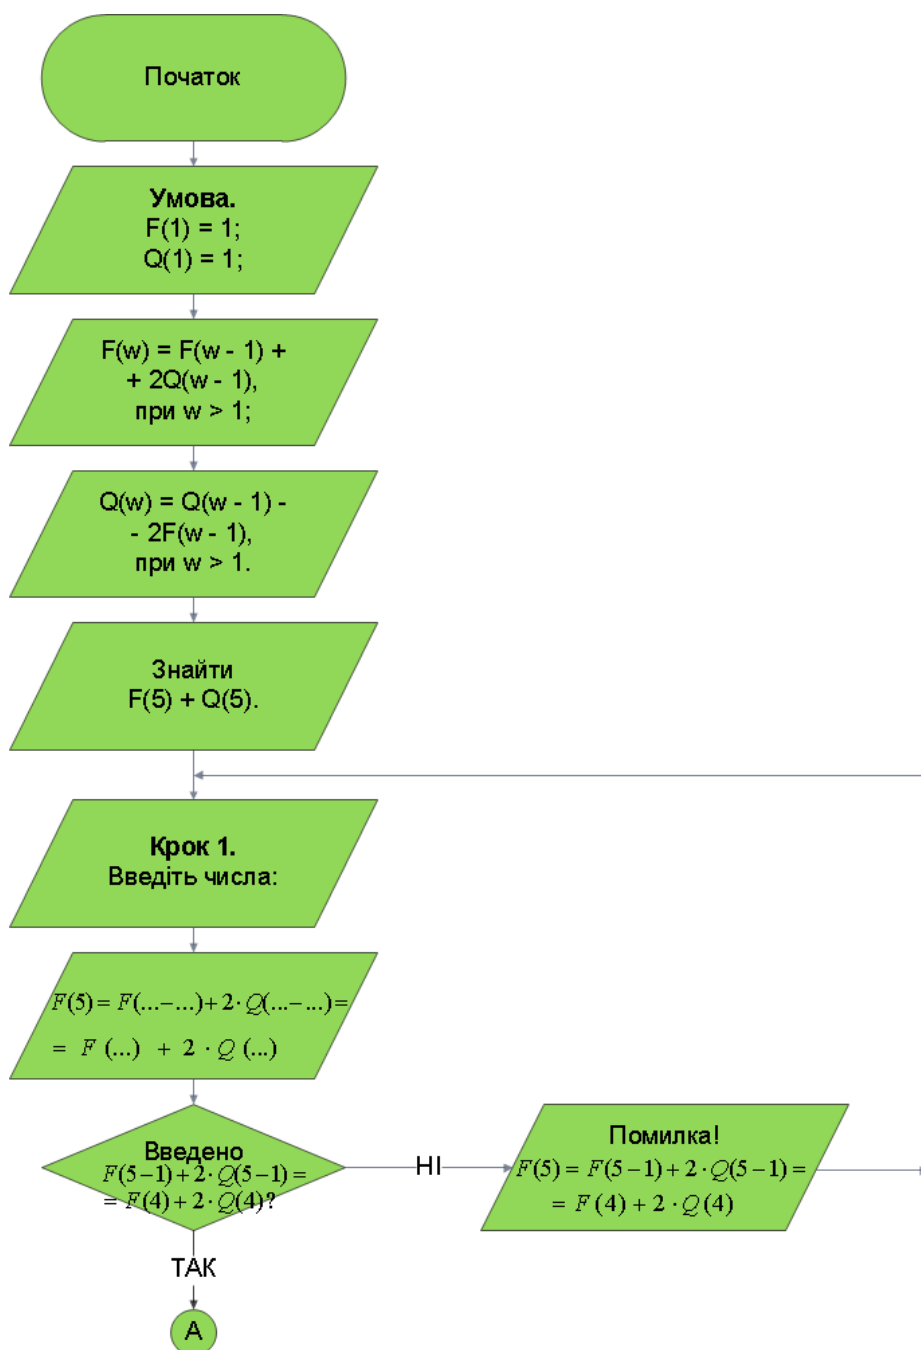 Початок
Умова.
F(1) = 1;
Q(1) = 1;
F(w) = F(w - 1) +
+ 2Q(w - 1),
при w > 1;
Q(w) = Q(w - 1) -
- 2F(w - 1),
при w > 1.
Знайти
F(5) + Q(5).
Крок 1.
Введіть числа:
F(5) = F(...−...)+ 2· Q(...−...)=
= F (...) + 2 · Q (...)
Введено
F(5−1)+ 2· Q(5−1) =
= F(4)+ 2·Q(4)?
НІ
Помилка!
F(5) = F(5−1)+ 2· Q(5−1) =
= F(4) + 2 · Q(4)
ТАК
А